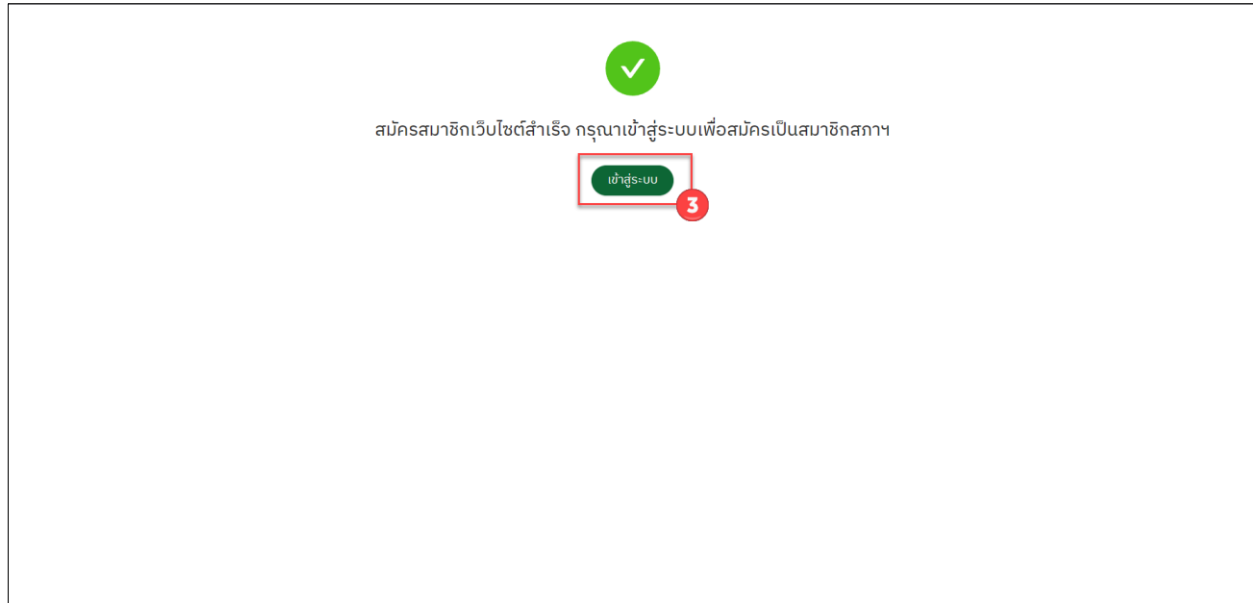 สมัครสมาชิกเว็บไซต์สำเร็จ กรุณาเข้าสู่ระบบเพื่อสมัครเป็นสมาชิกสภาฯ
เข้าสู่ระบบ
3